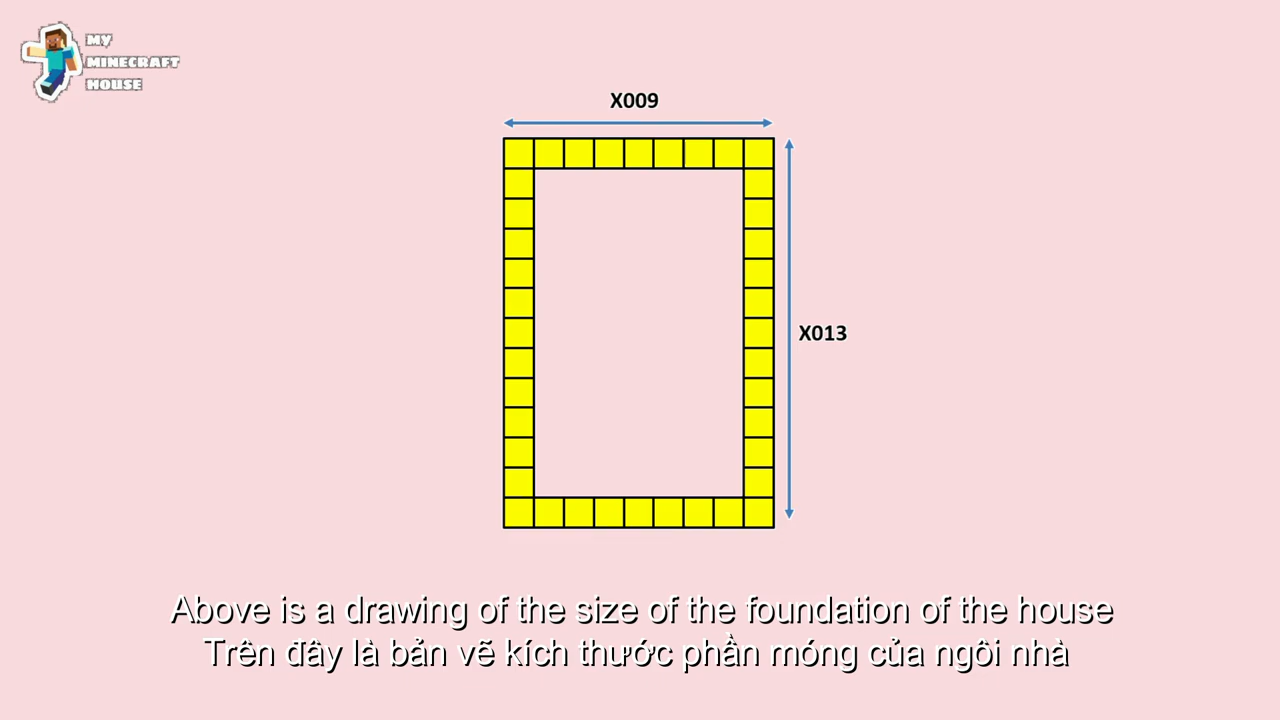 MY
MINECRAFT
HOUSE
X009
X013
Above is a drawing of the size of the foundation of the house
Trên đây là bản vẽ kích thước phần móng của ngôi nhà